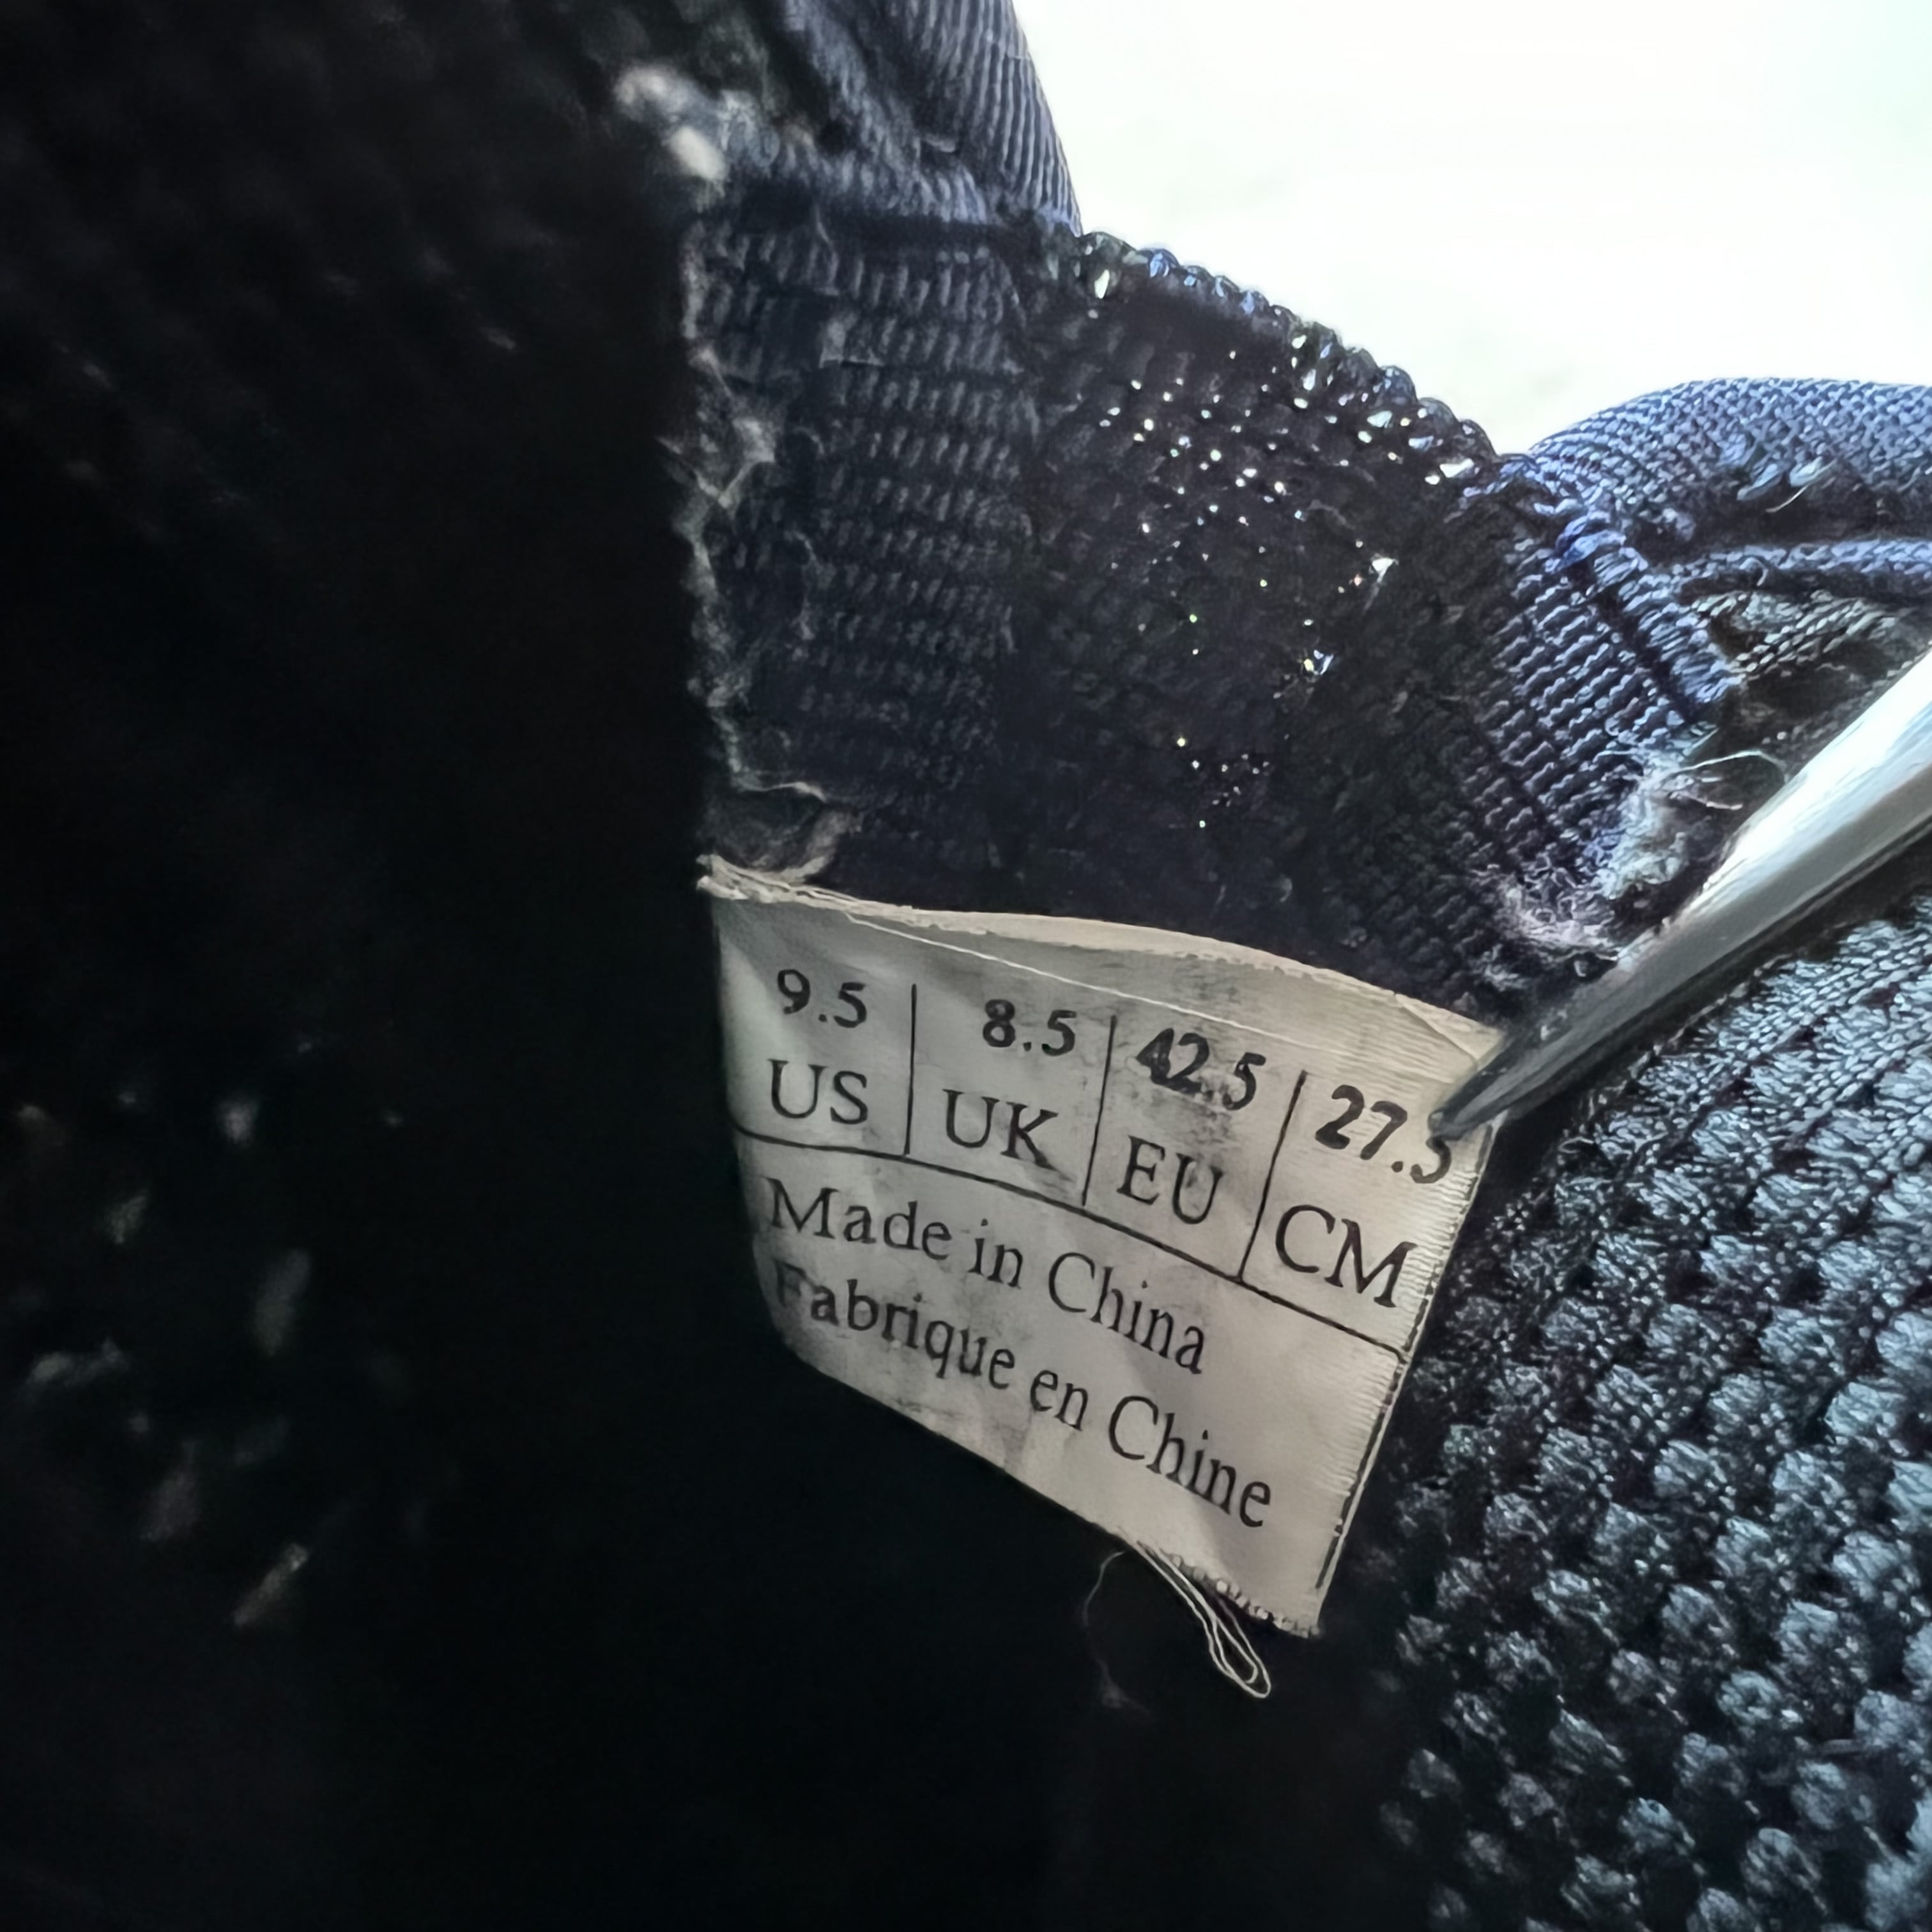 9.5 8.5 42.5 27.5
US UK EU CM
Made in China
Fabrique en Chine